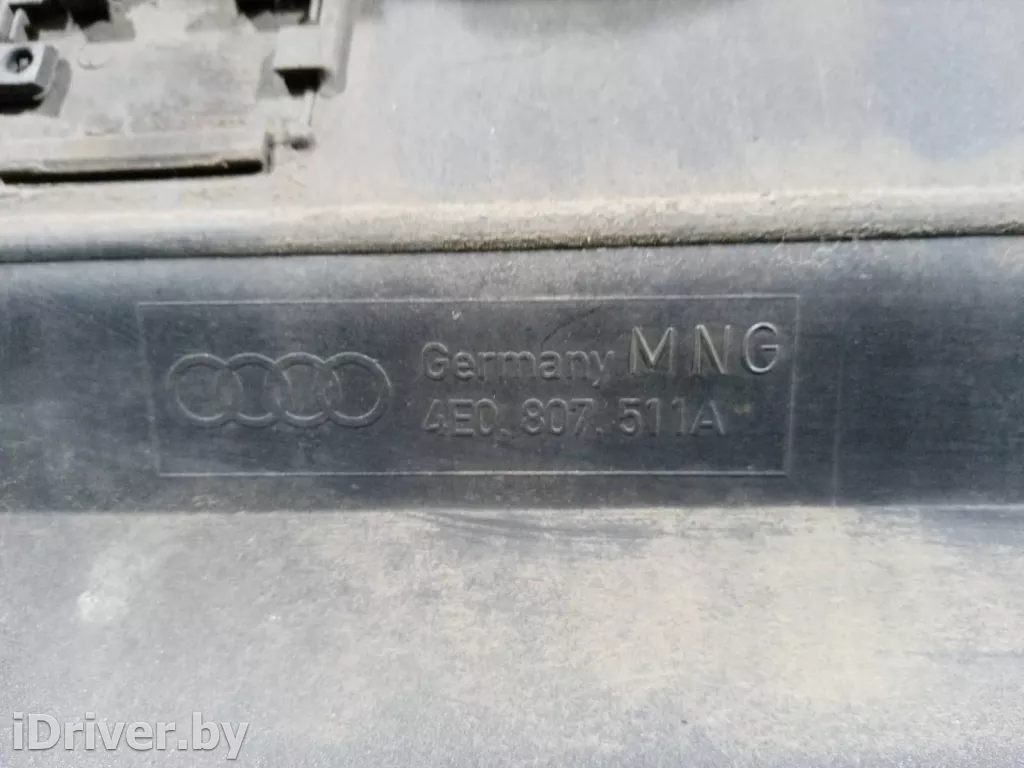 Germany MNG
4E0. 807. 511A
iDriver.by